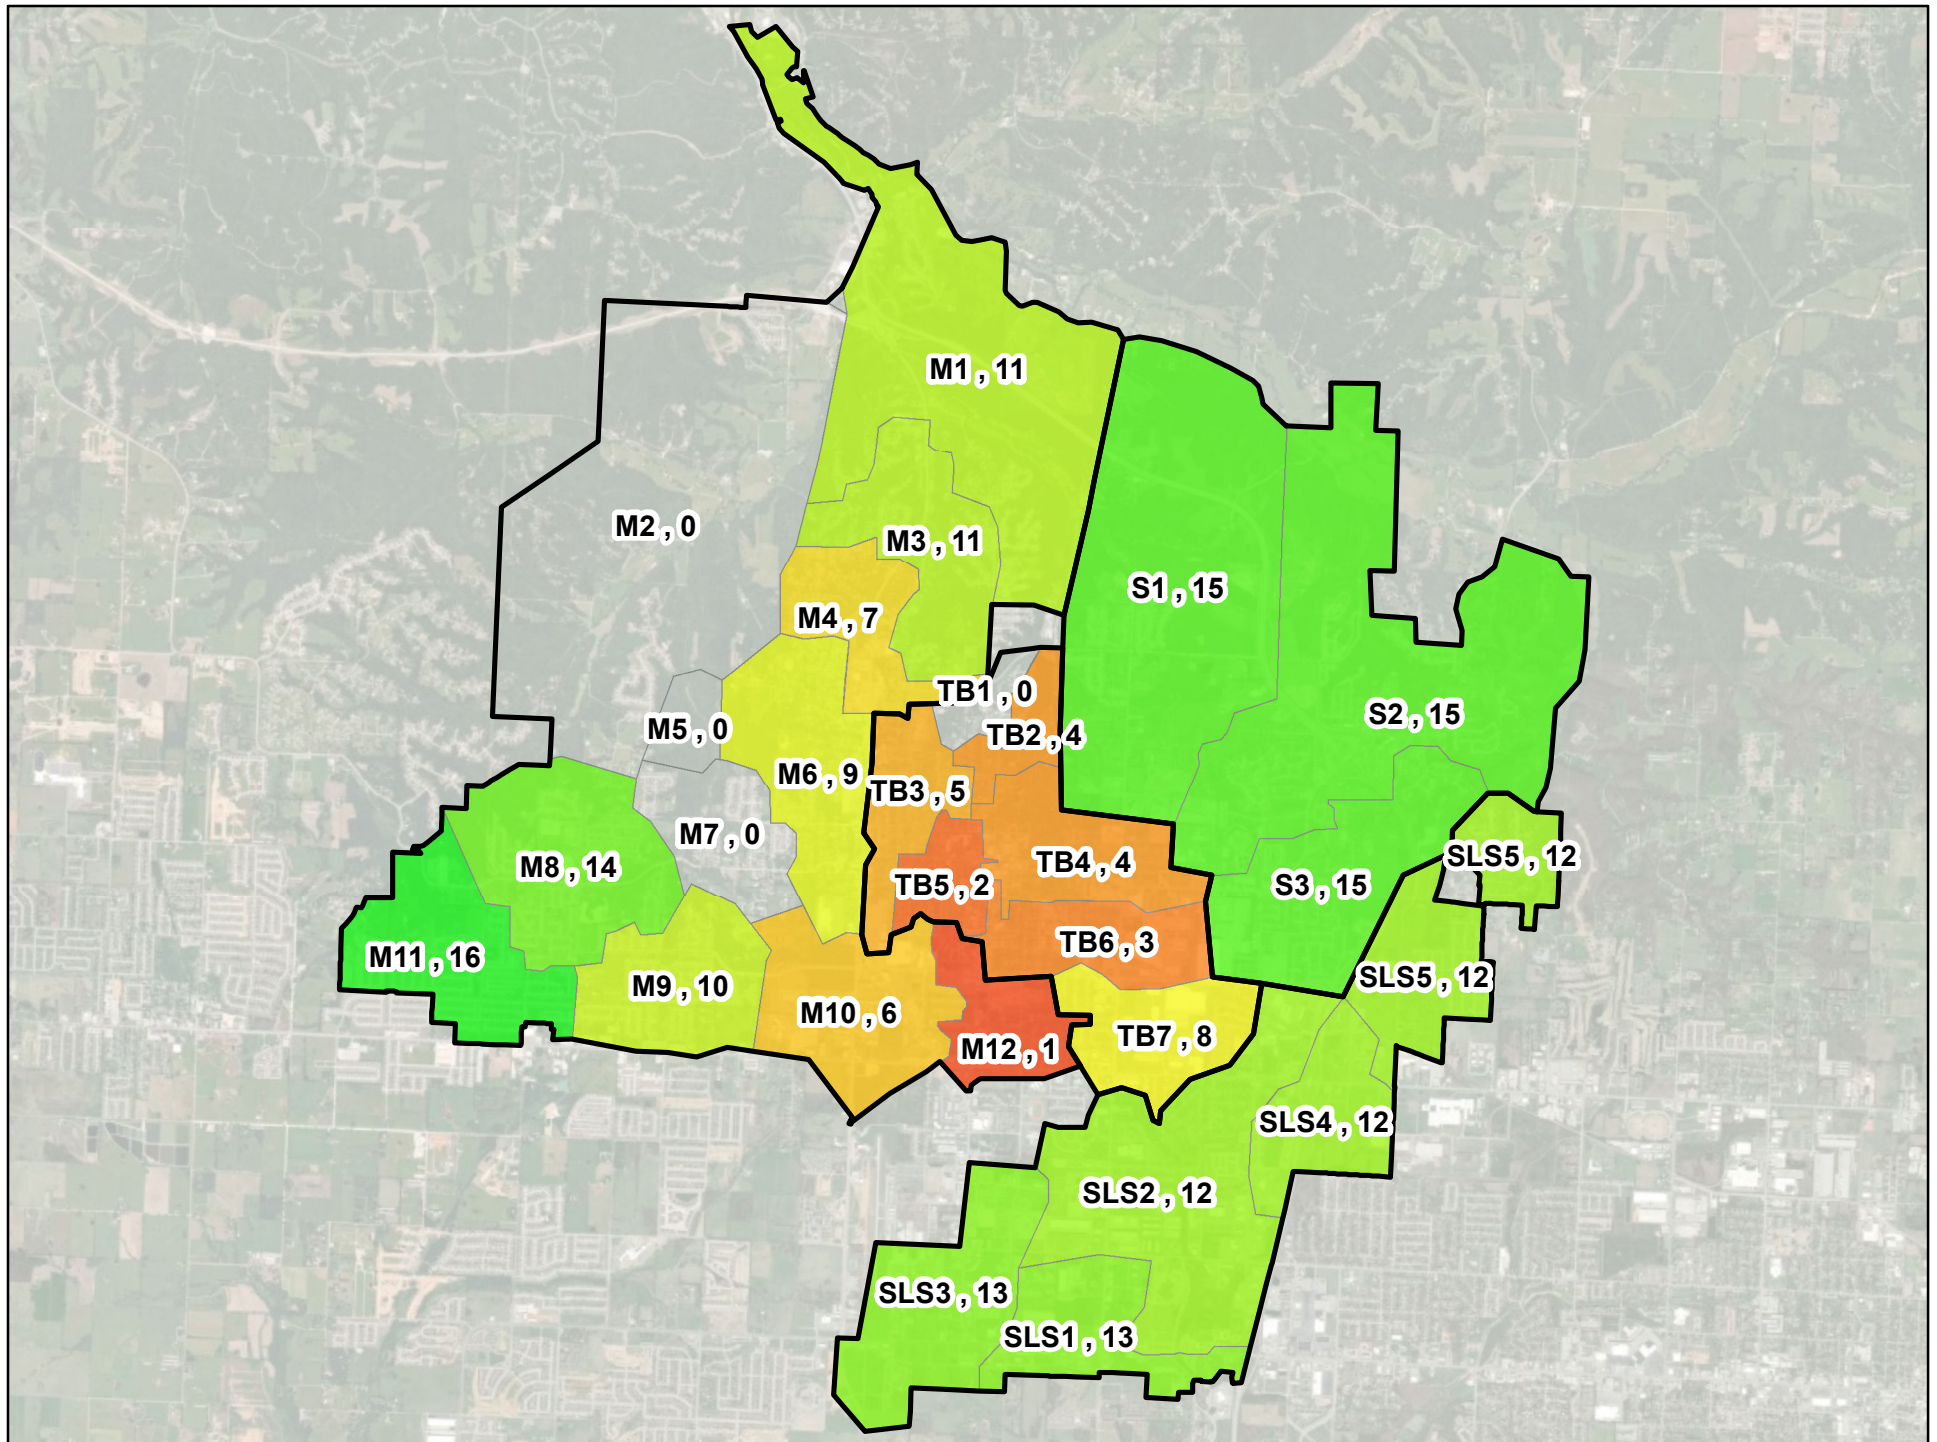 M1 , 11
M2 , 0
M3 , 11
S1 , 15
M4 , 7
TB1 , 0
S2 , 15
M5 , 0
TB2 , 4
M6 , 9
TB3 , 5
M7 , 0
SLS5 , 12
TB4 , 4
M8 , 14
TB5 , 2
S3 , 15
TB6 , 3
M11 , 16
SLS5 , 12
M9 , 10
M10 , 6
TB7 , 8
M12 , 1
SLS4 , 12
SLS2 , 12
SLS3 , 13
SLS1 , 13